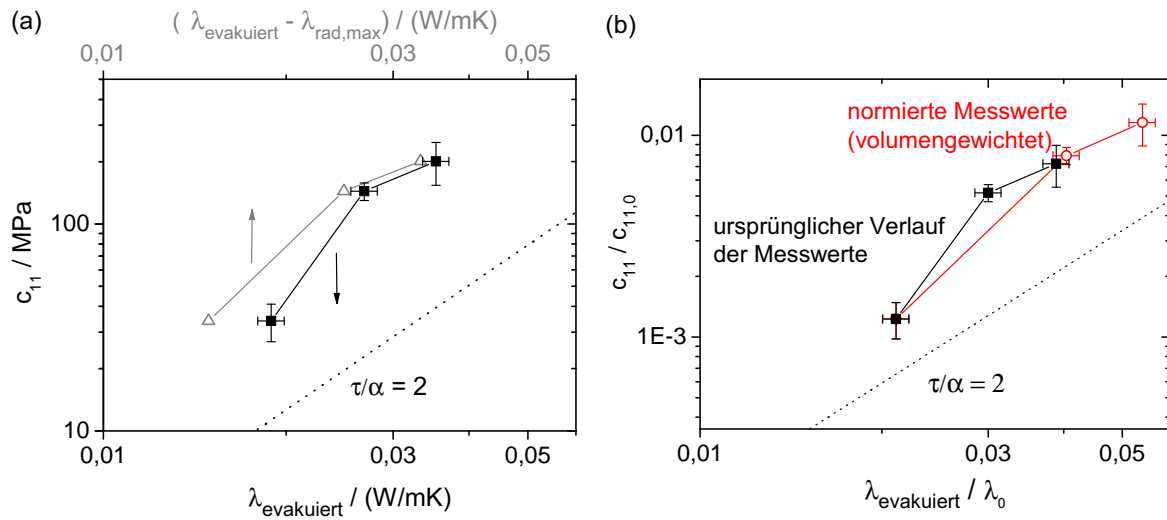 (a)
( λevakuiert - λrad,max) / (W/mK)
0,01 0,03 0,05
c11 / MPa
100
10
τ/α = 2
0,01 0,03 0,05
λevakuiert / (W/mK)
(b)
normierte Messwerte
(volumengewichtet)
ursprünglicher Verlauf
der Messwerte
c11 / c11,0
0,01
1E-3
τ/α = 2
0,01 0,03 0,05
λevakuiert / λ0